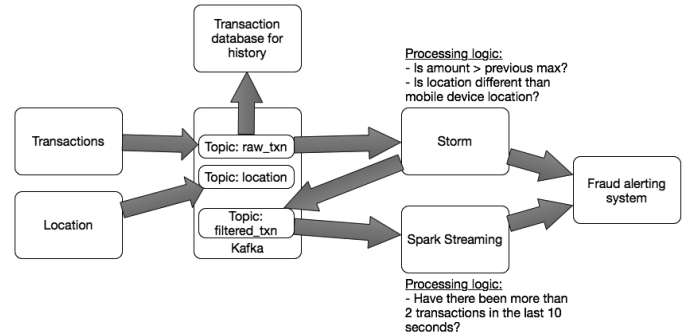 Transaction
database for
history
Processing logic:
- Is amount > previous max?
- Is location different than
mobile device location?
Transactions
Topic: raw_txn
Storm
Topic: location
Fraud alerting
system
Location
Topic:
filtered_txn
Kafka
Spark Streaming
Processing logic:
- Have there been more than
2 transactions in the last 10
seconds?